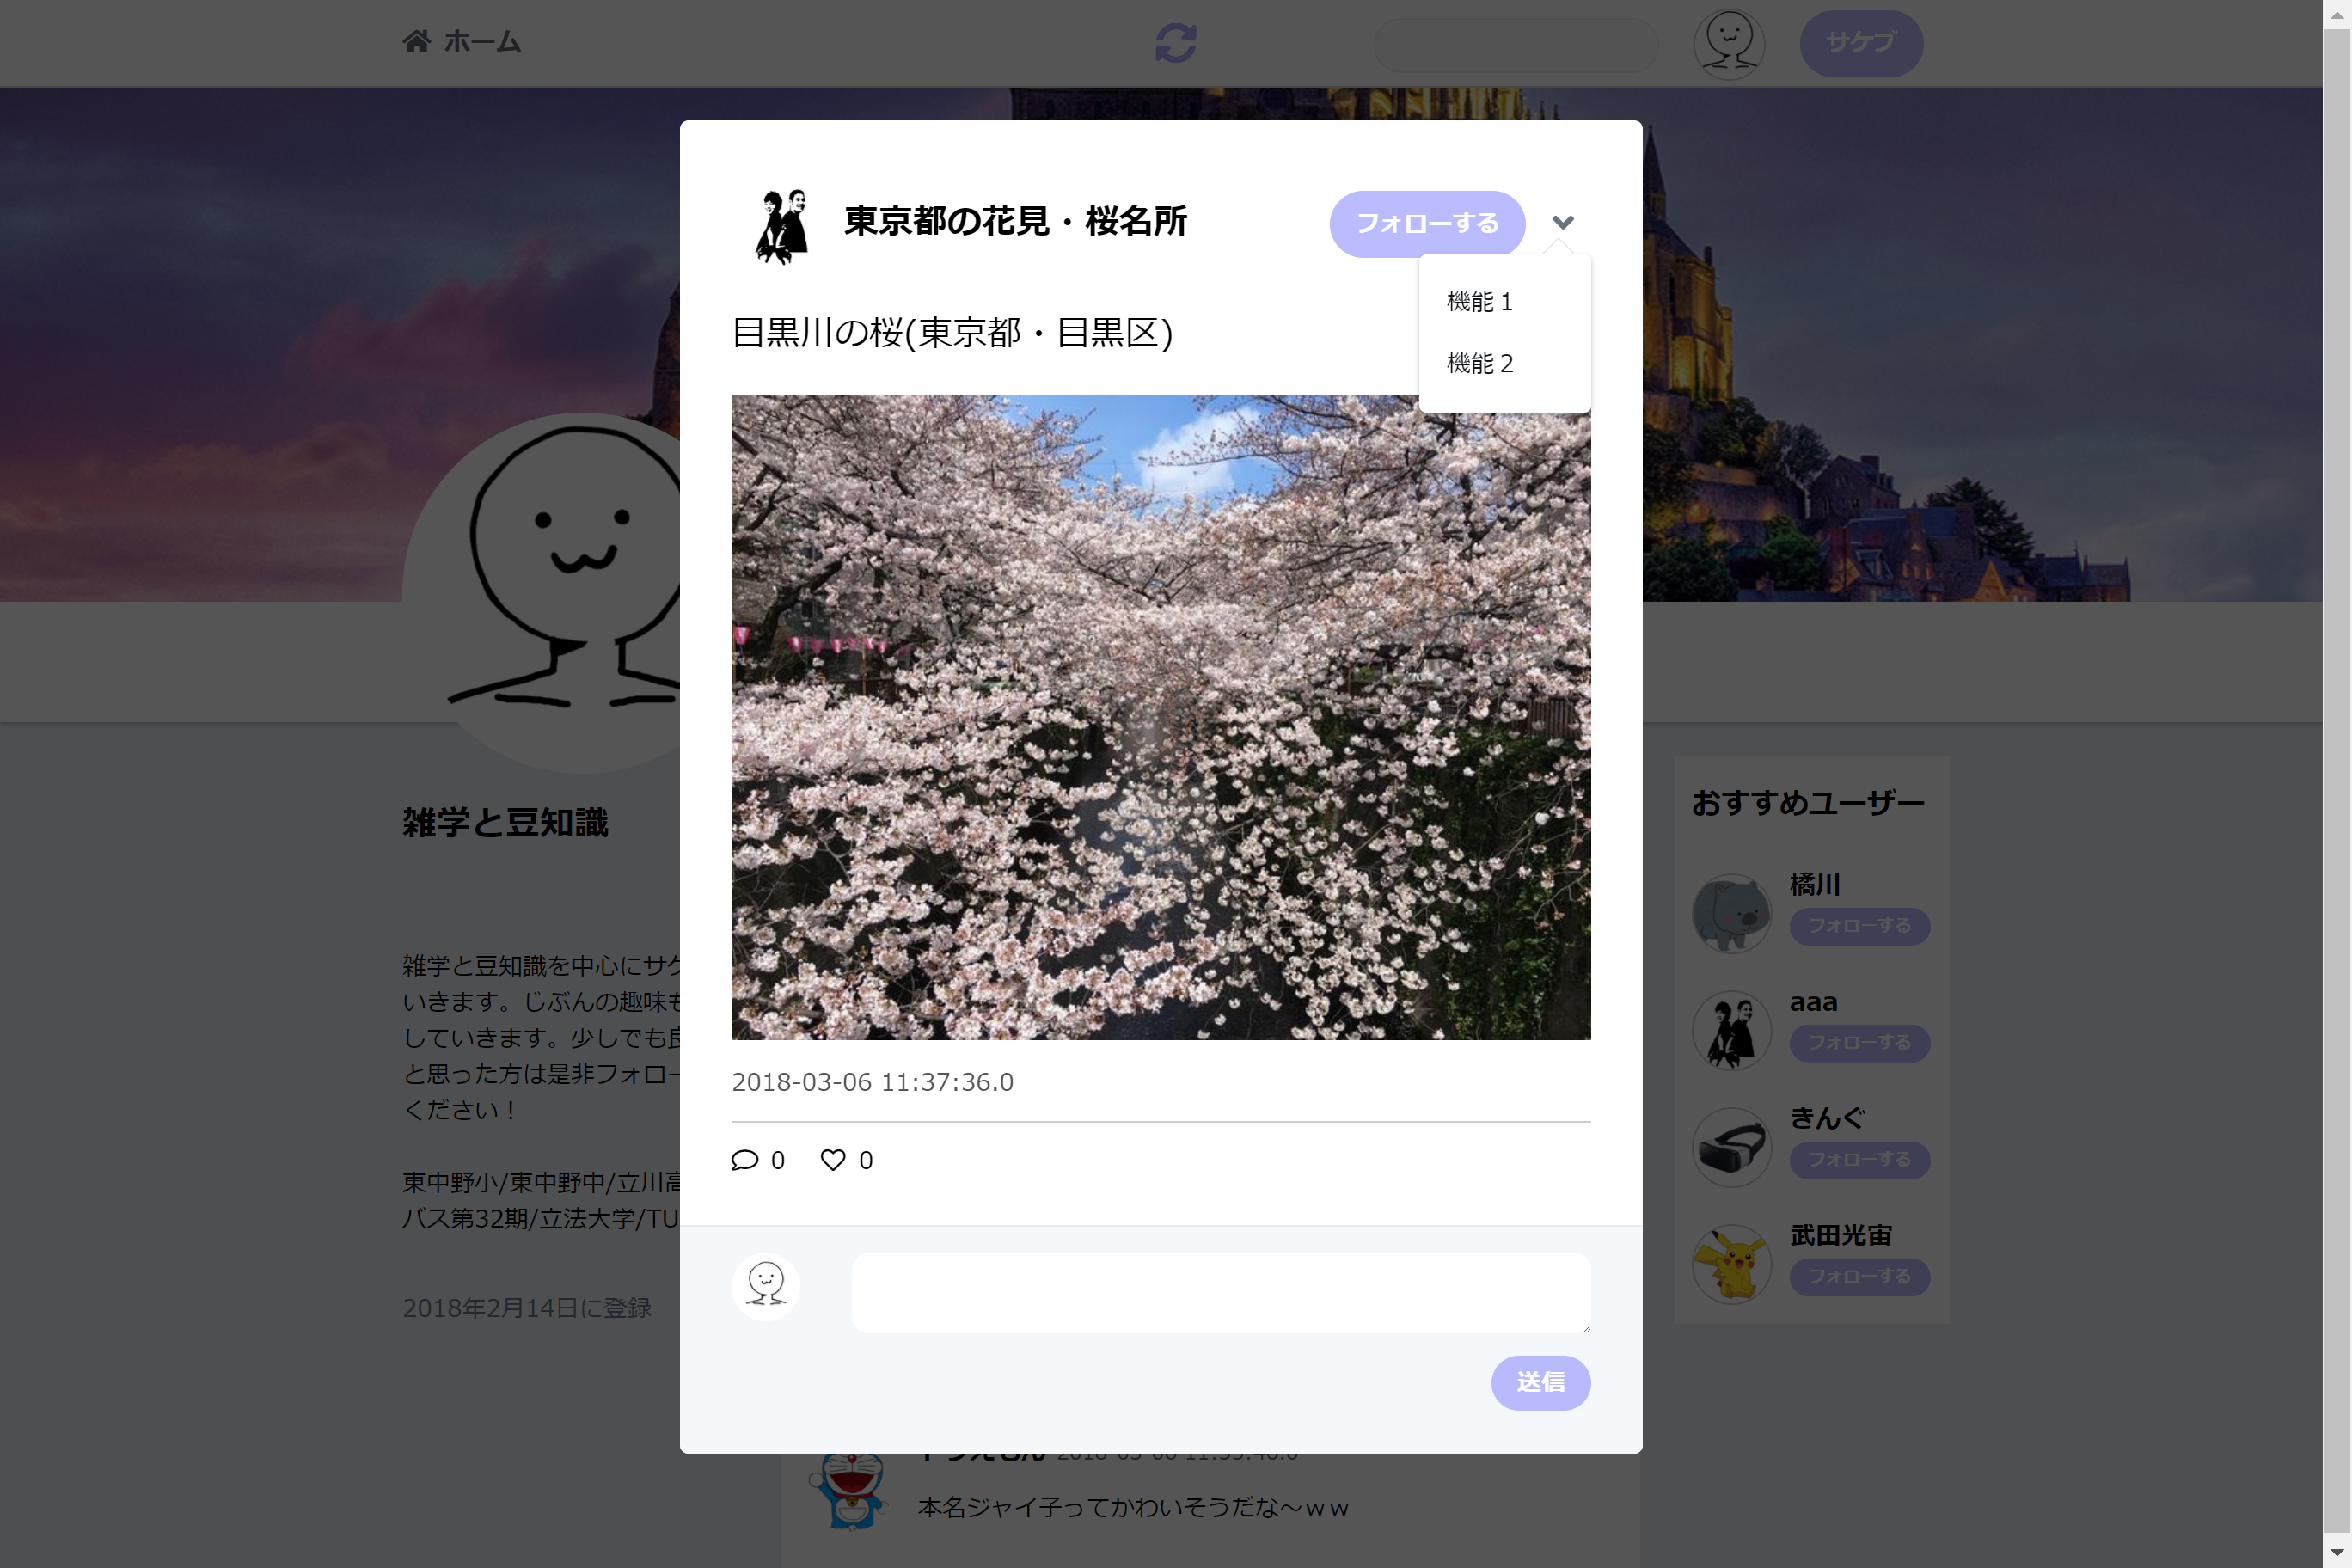 ホーム
サケブ
東京都の花見・桜名所
フォローする
機能１
機能２
目黒川の桜(東京都・目黒区)
2018-03-06 11:37:36.0
0 0
送信
雑学と豆知識
雑学と豆知識を中心にサケ
いきます。じぶんの趣味も
していきます。少しでも良
と思った方は是非フォロー
ください！
東中野小/東中野中/立川高
バス第32期/立法大学/TU
2018年2月14日に登録
おすすめユーザー
橘川
フォローする
aaa
フォローする
きんぐ
フォローする
武田光宙
フォローする
本名ジャイ子ってかわいそうだな～ｗｗ